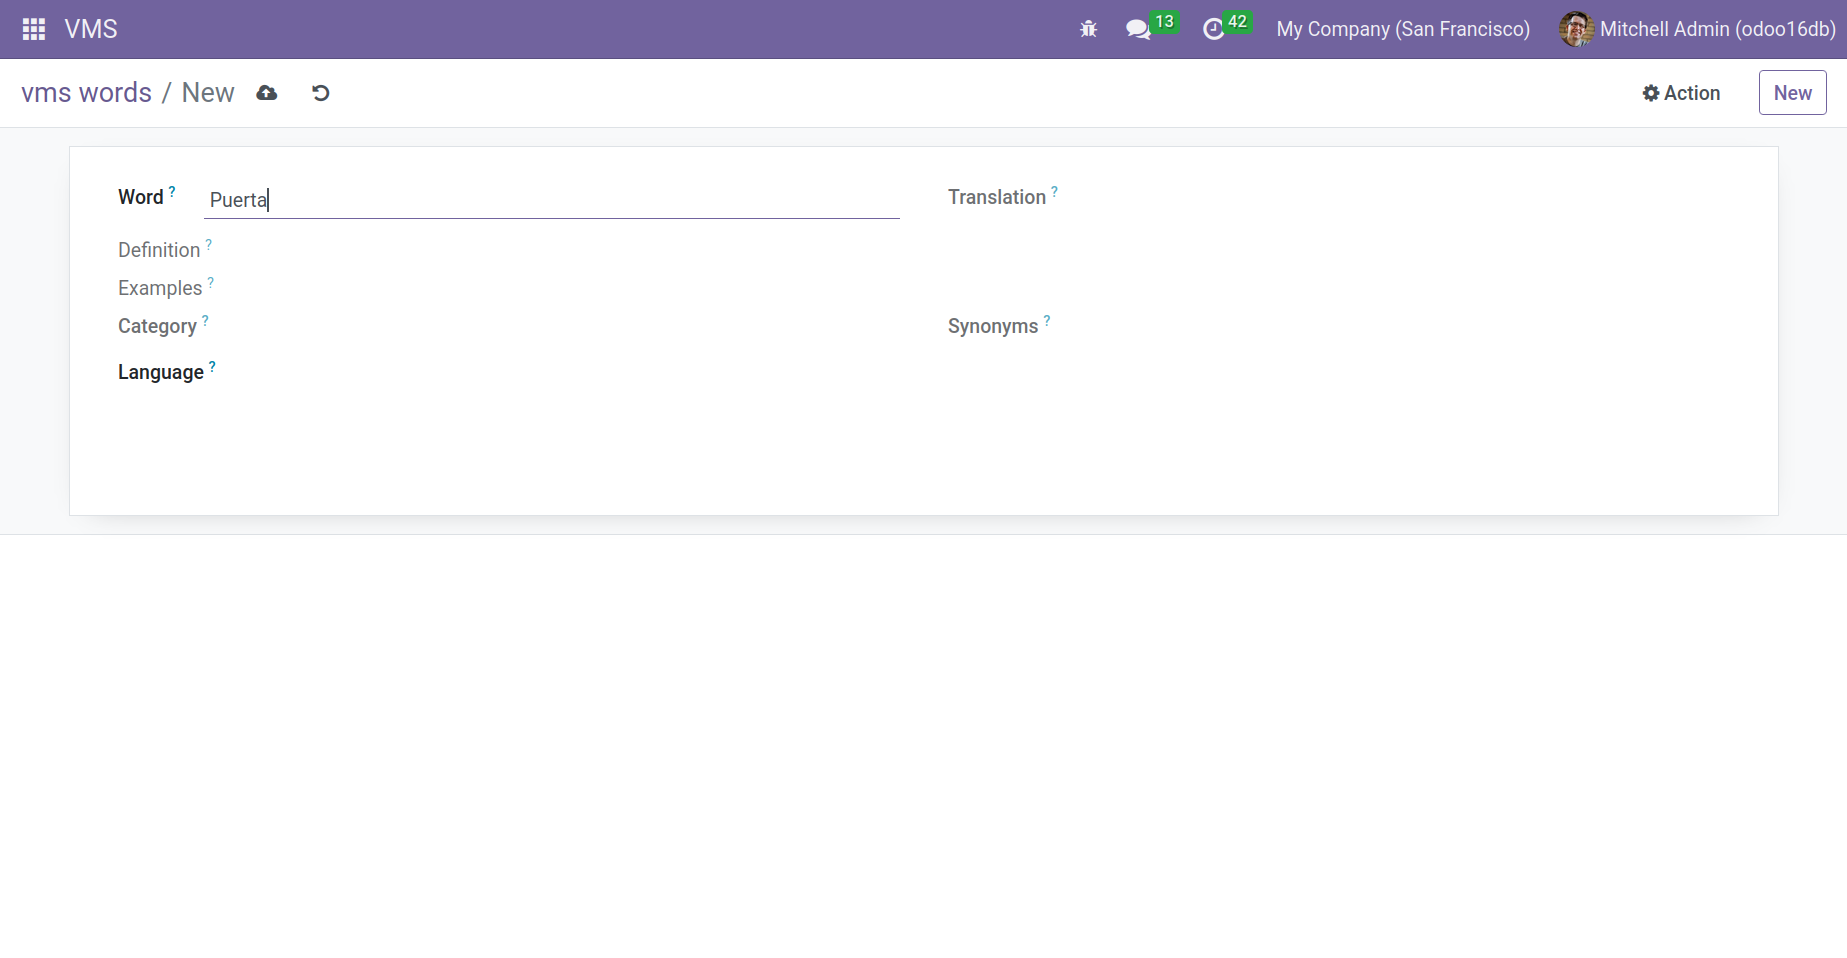 VMS 13 42 My Company (San Francisco) Mitchell Admin (odoo16db)
vms words / New Action New
Word ? Puerta Translation ?
Definition ?
Examples ?
Category ? Synonyms ?
Language ?